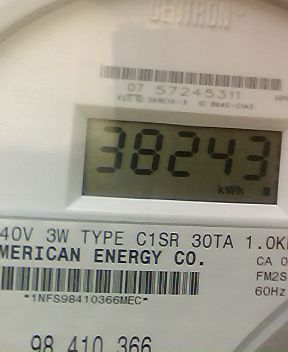 CENTRON
07 57245311
38243
kWh
40V 3W TYPE C1SR 30TA 1.0K
MERICAN ENERGY CO.
CA 0
FM2S
60Hz
*1NFS98410366MEC*
98 410 366